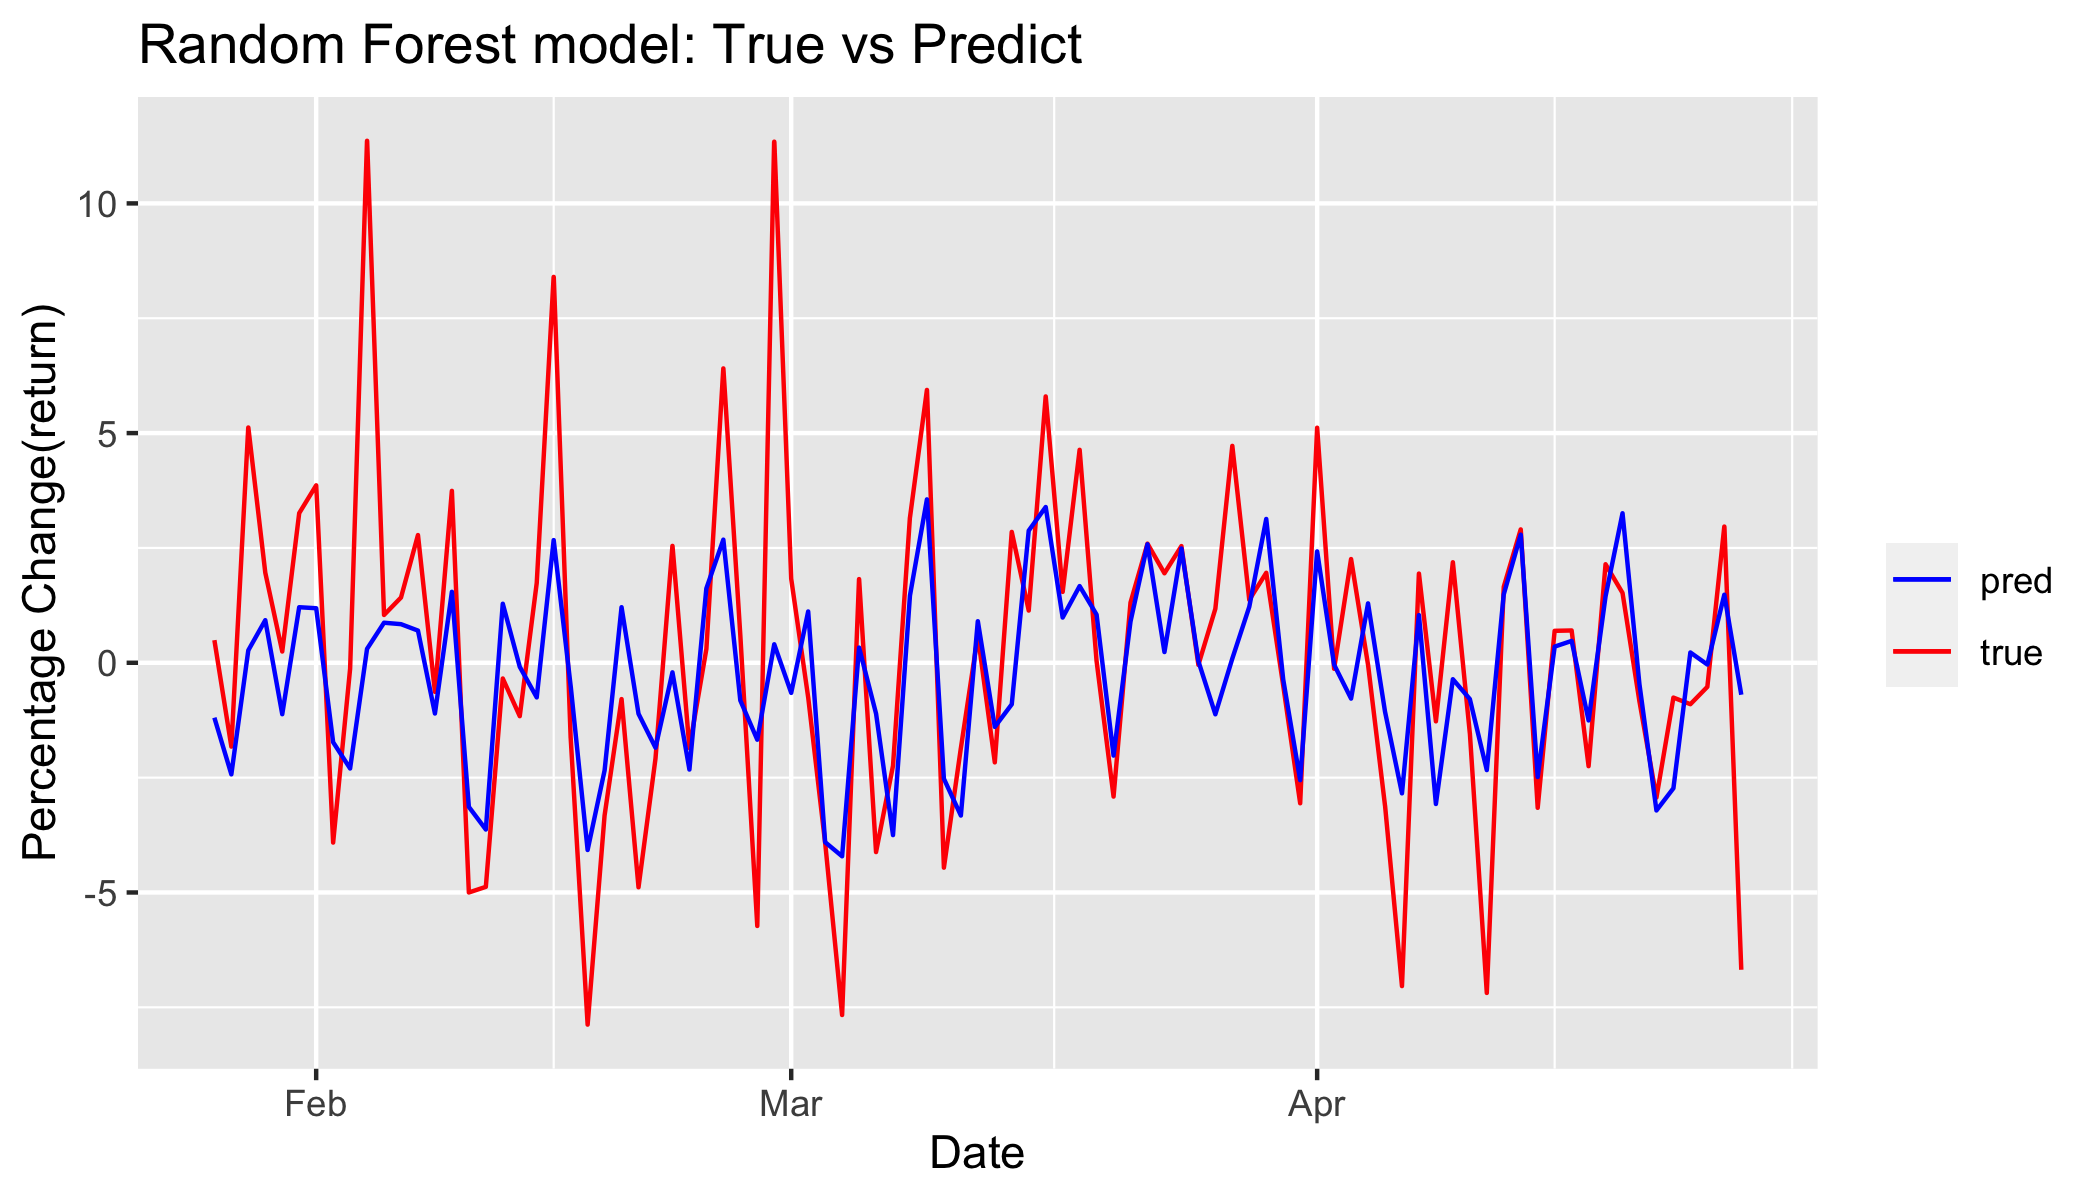 Random Forest model: True vs Predict
Percentage Change(return)
10
5
0
-5
Feb
Mar
Apr
Date
pred
true